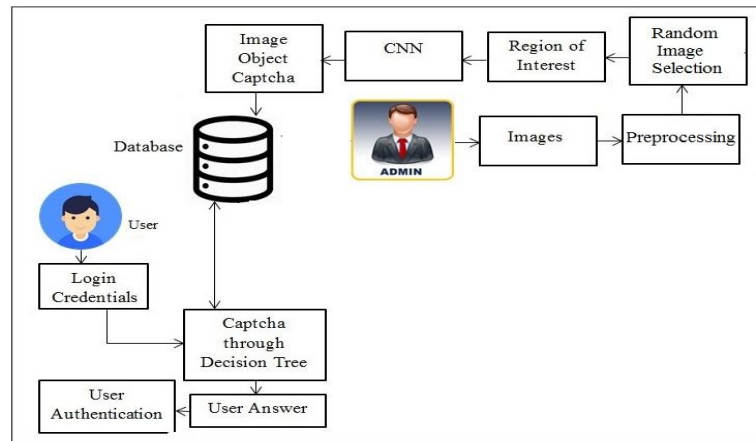 Image
Object
Captcha
CNN
Region of
Interest
Random
Image
Selection
Database
ADMIN
Images
Preprocessing
User
Login
Credentials
Captcha
through
Decision Tree
User
Authentication
User Answer